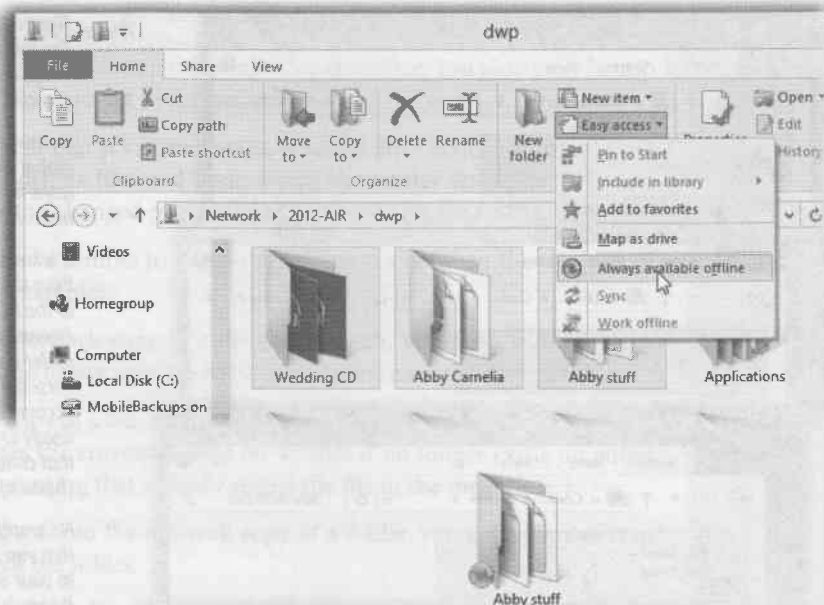 dwp
File Home Share View
Cut
Copy path
Paste shortcut
Copy
Paste
Clipboard
Move to
Copy to
Delete
Rename
Organize
New folder
New item
Easy access
Open
Edit
History
Pin to Start
Include in library
Add to favorites
Map as drive
Always available offline
Sync
Work offline
Network 2012-AIR dwp
Videos
Homegroup
Computer
Local Disk (C:)
MobileBackups on
Wedding CD
Abby Camelia
Abby stuff
Applications
Abby stuff